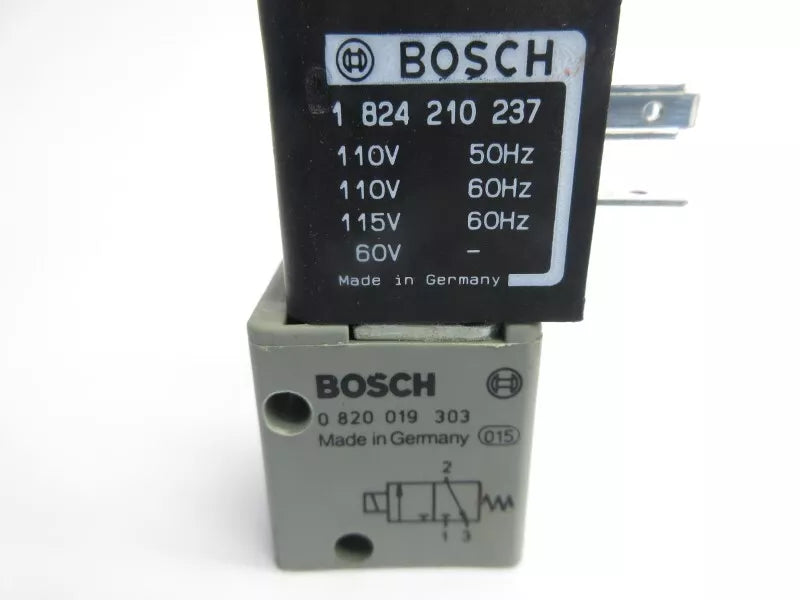 BOSCH
1 824 210 237
110V 50Hz
110V 60Hz
115V 60Hz
60V -
Made in Germany
BOSCH
0 820 019 303
Made in Germany 015
2
1 3